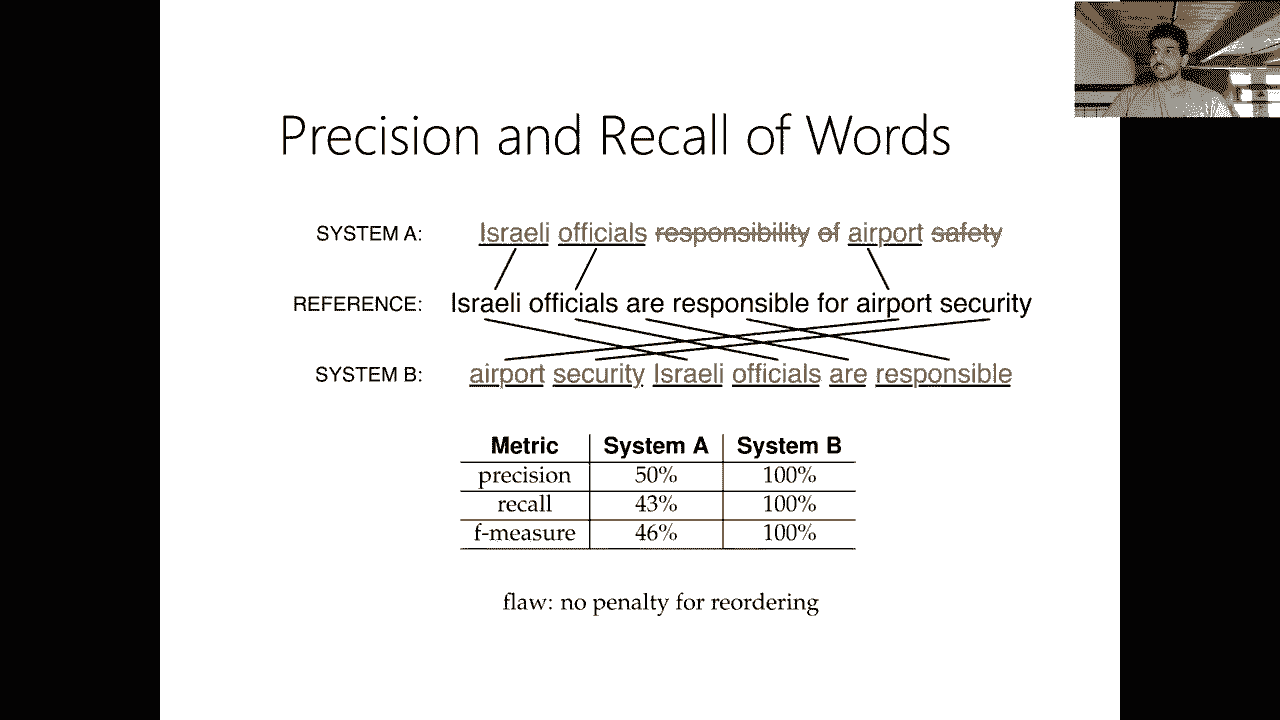 Precision and Recall of Words
SYSTEM A: Israeli officials responsibility of airport safety
REFERENCE: Israeli officials are responsible for airport security
SYSTEM B: airport security Israeli officials are responsible
Metric System A System B
precision 50% 100%
recall 43% 100%
f-measure 46% 100%
flaw: no penalty for reordering